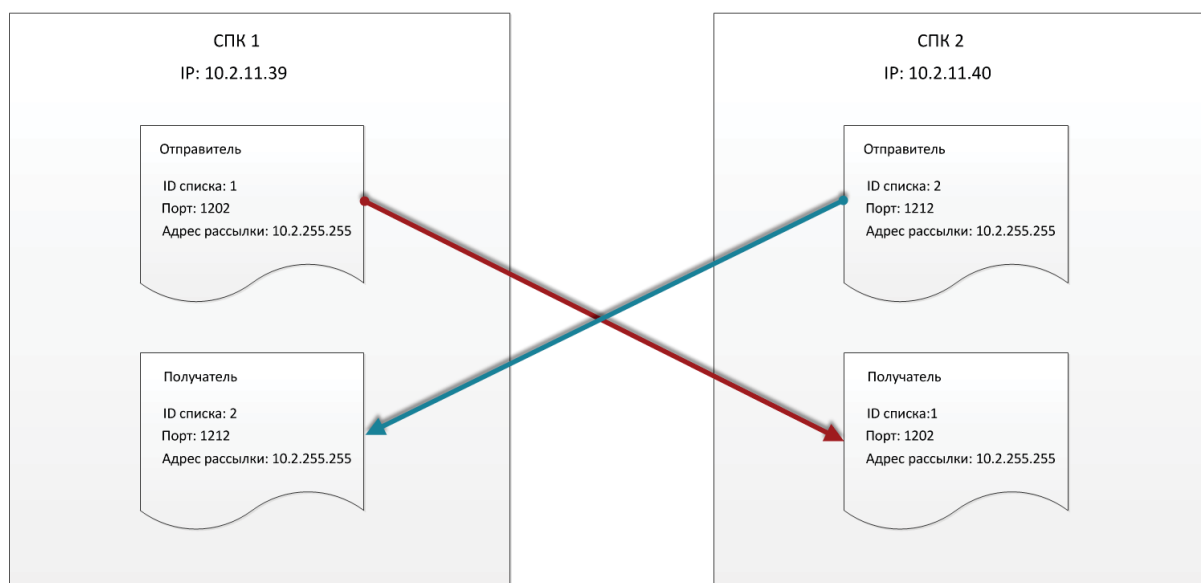 СПК 1
IP: 10.2.11.39
Отправитель
ID списка: 1
Порт: 1202
Адрес рассылки: 10.2.255.255
Получатель
ID списка: 2
Порт: 1212
Адрес рассылки: 10.2.255.255
СПК 2
IP: 10.2.11.40
Отправитель
ID списка: 2
Порт: 1212
Адрес рассылки: 10.2.255.255
Получатель
ID списка:1
Порт: 1202
Адрес рассылки: 10.2.255.255